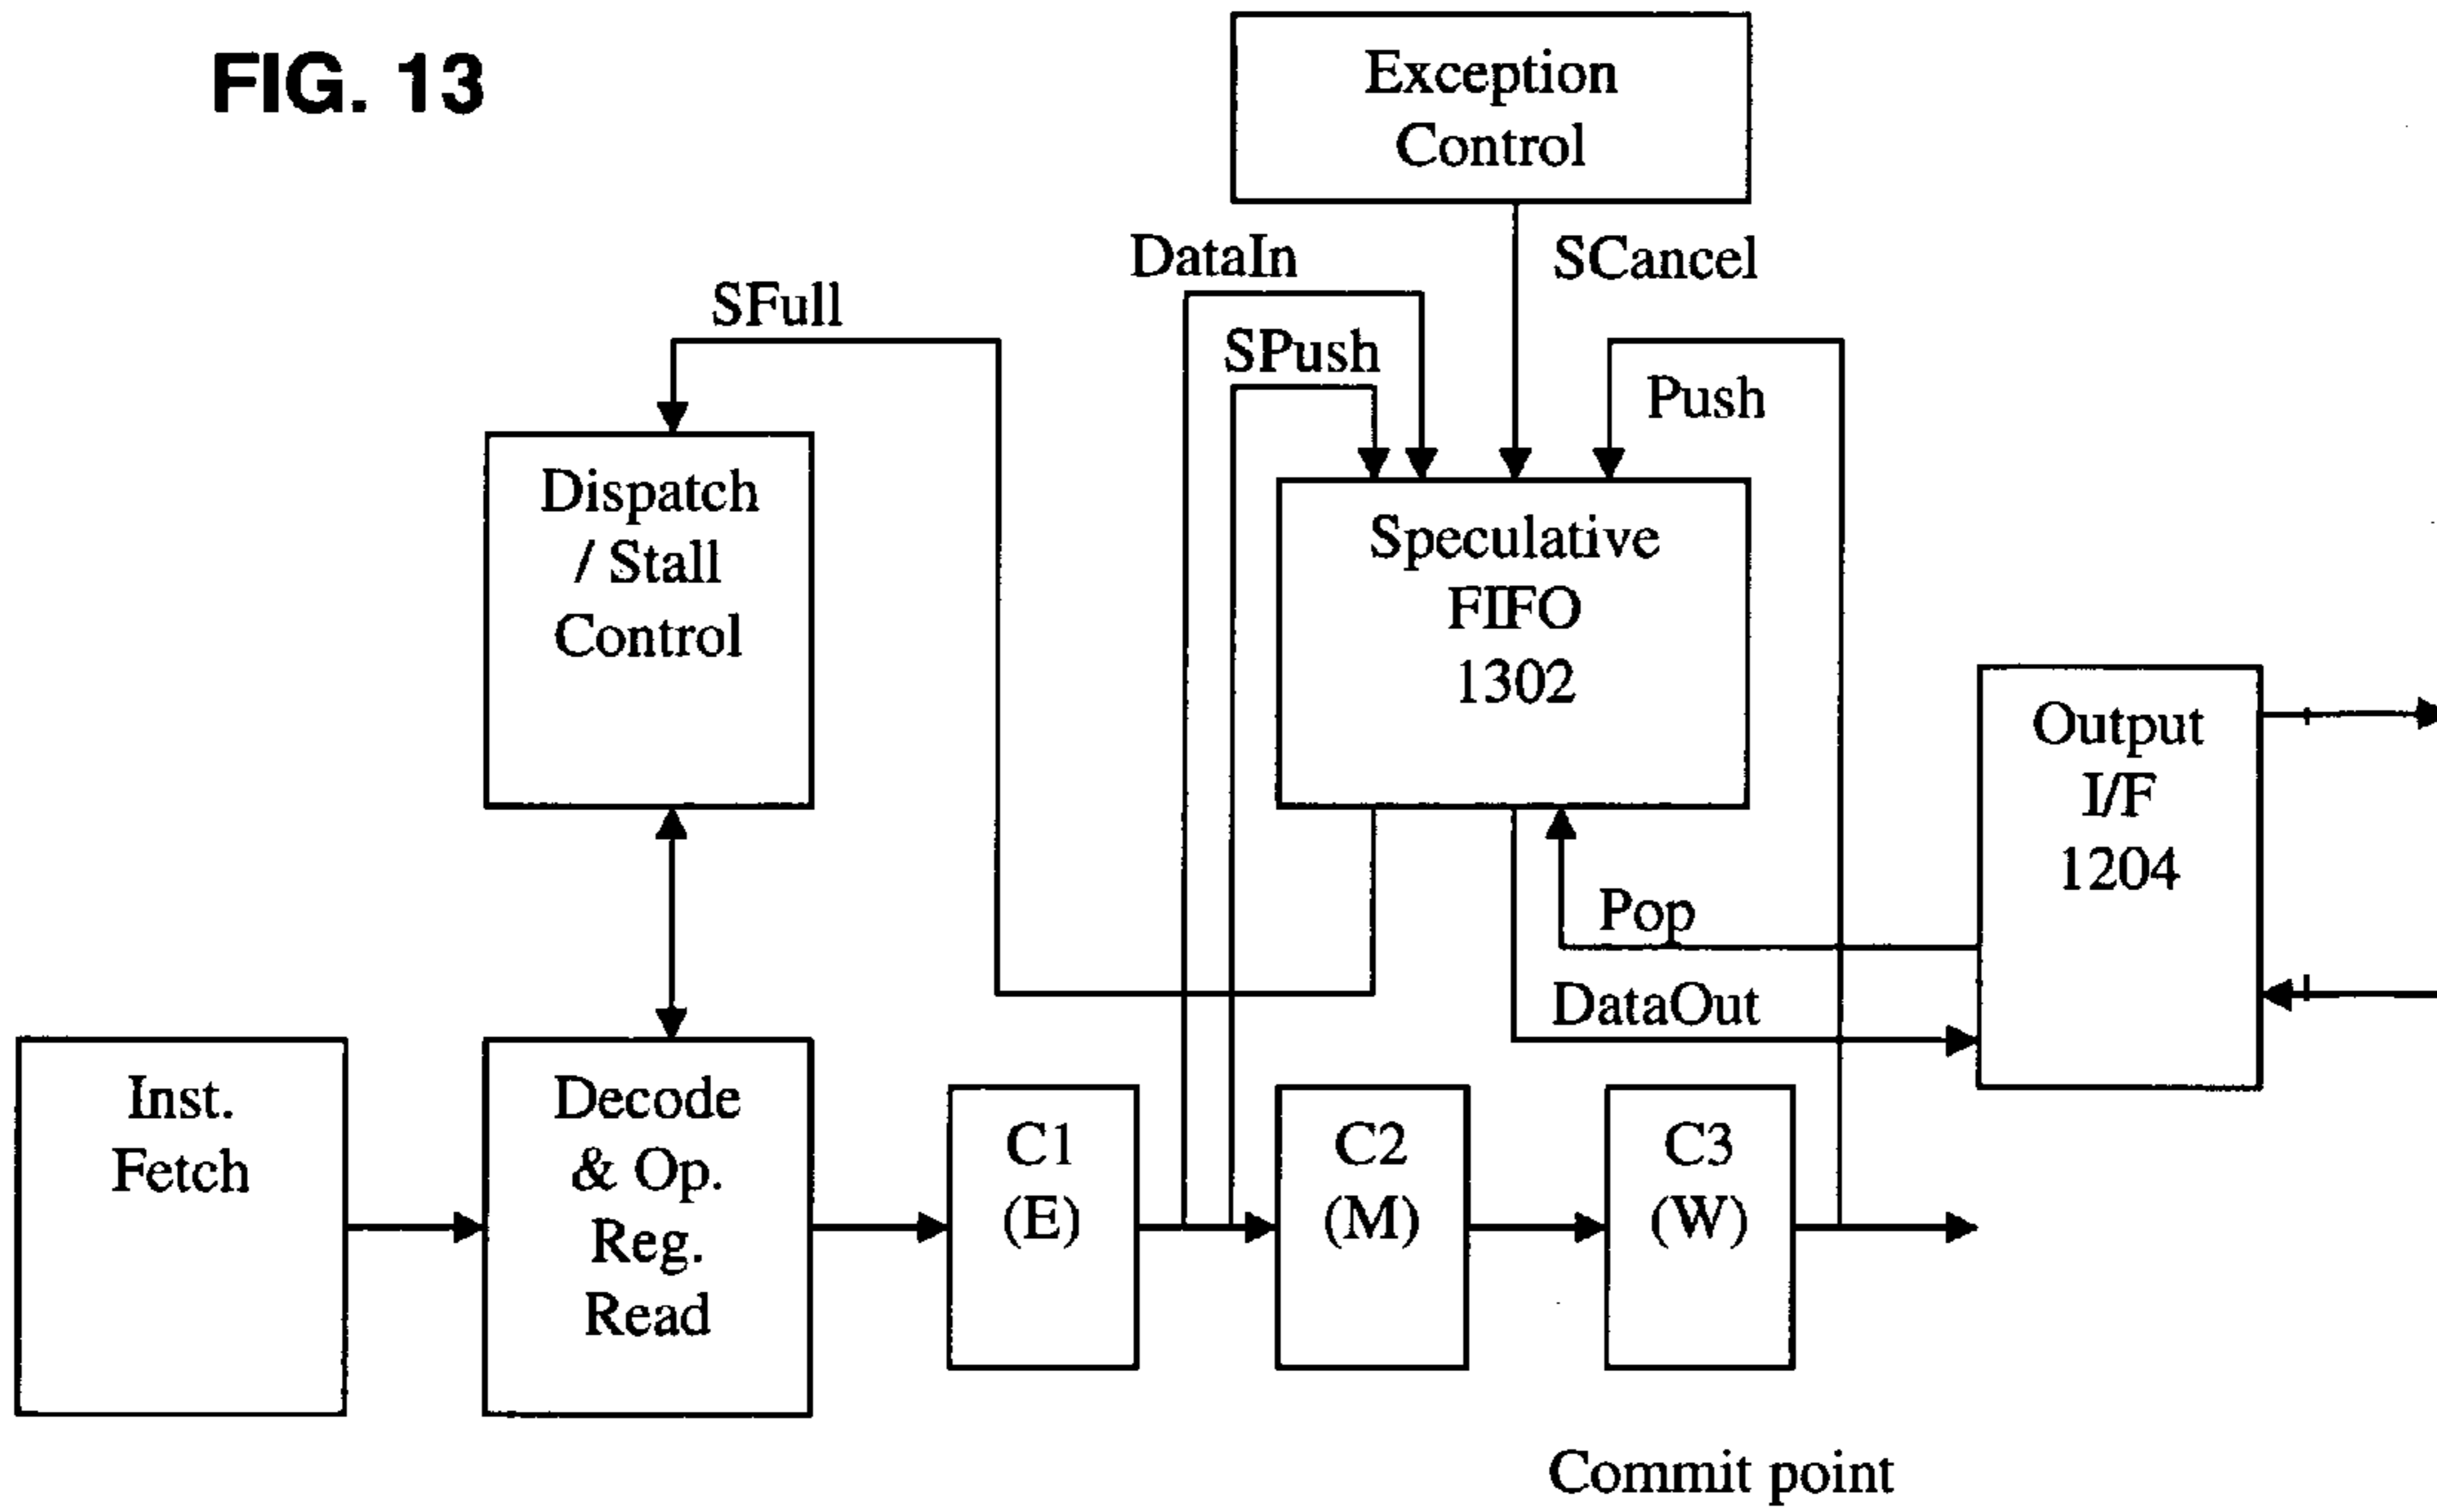 FIG. 13
Exception
Control
DataIn
SCancel
SFull
SPush
Push
Dispatch
/ Stall
Control
Speculative
FIFO
1302
Output
I/F
1204
Pop
DataOut
Inst.
Fetch
Decode
& Op.
Reg.
Read
C1
(E)
C2
(M)
C3
(W)
Commit point